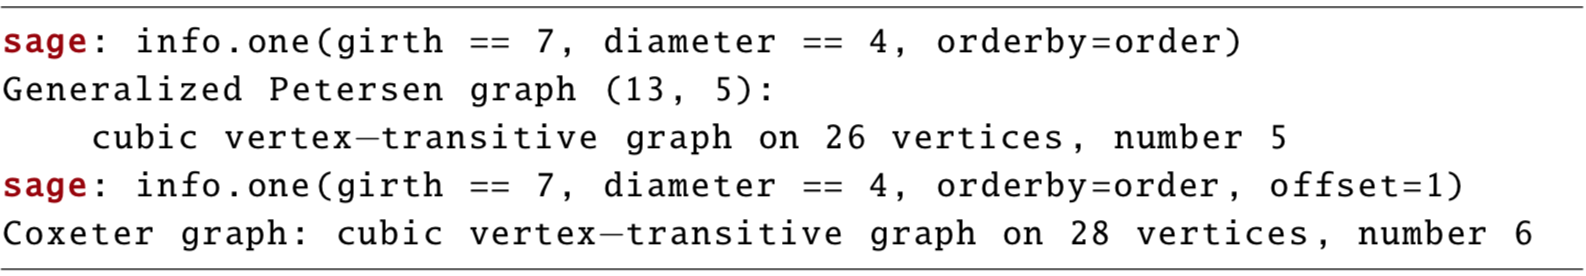 sage: info.one(girth == 7, diameter == 4, orderby=order)
Generalized Petersen graph (13, 5):
    cubic vertex−transitive graph on 26 vertices, number 5
sage: info.one(girth == 7, diameter == 4, orderby=order, offset=1)
Coxeter graph: cubic vertex−transitive graph on 28 vertices, number 6